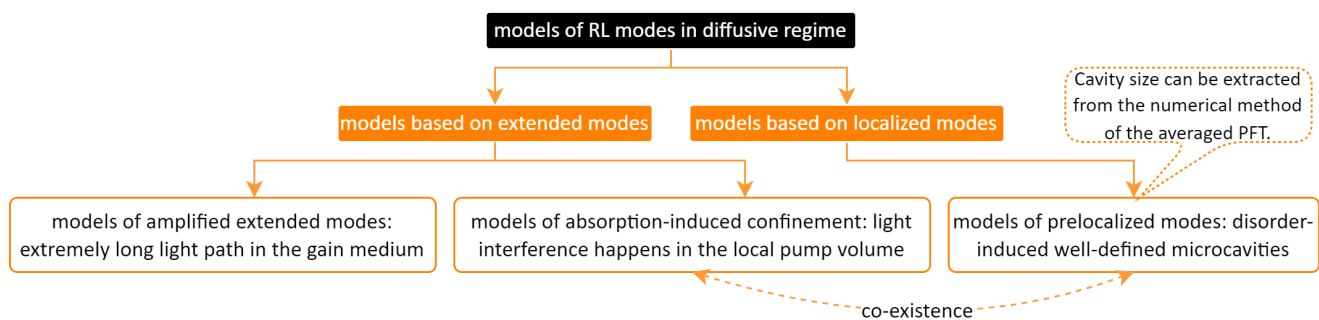 models of RL modes in diffusive regime
models based on extended modes
models based on localized modes
Cavity size can be extracted
from the numerical method
of the averaged PFT.
models of amplified extended modes:
extremely long light path in the gain medium
models of absorption-induced confinement: light
interference happens in the local pump volume
models of prelocalized modes: disorder-
induced well-defined microcavities
co-existence